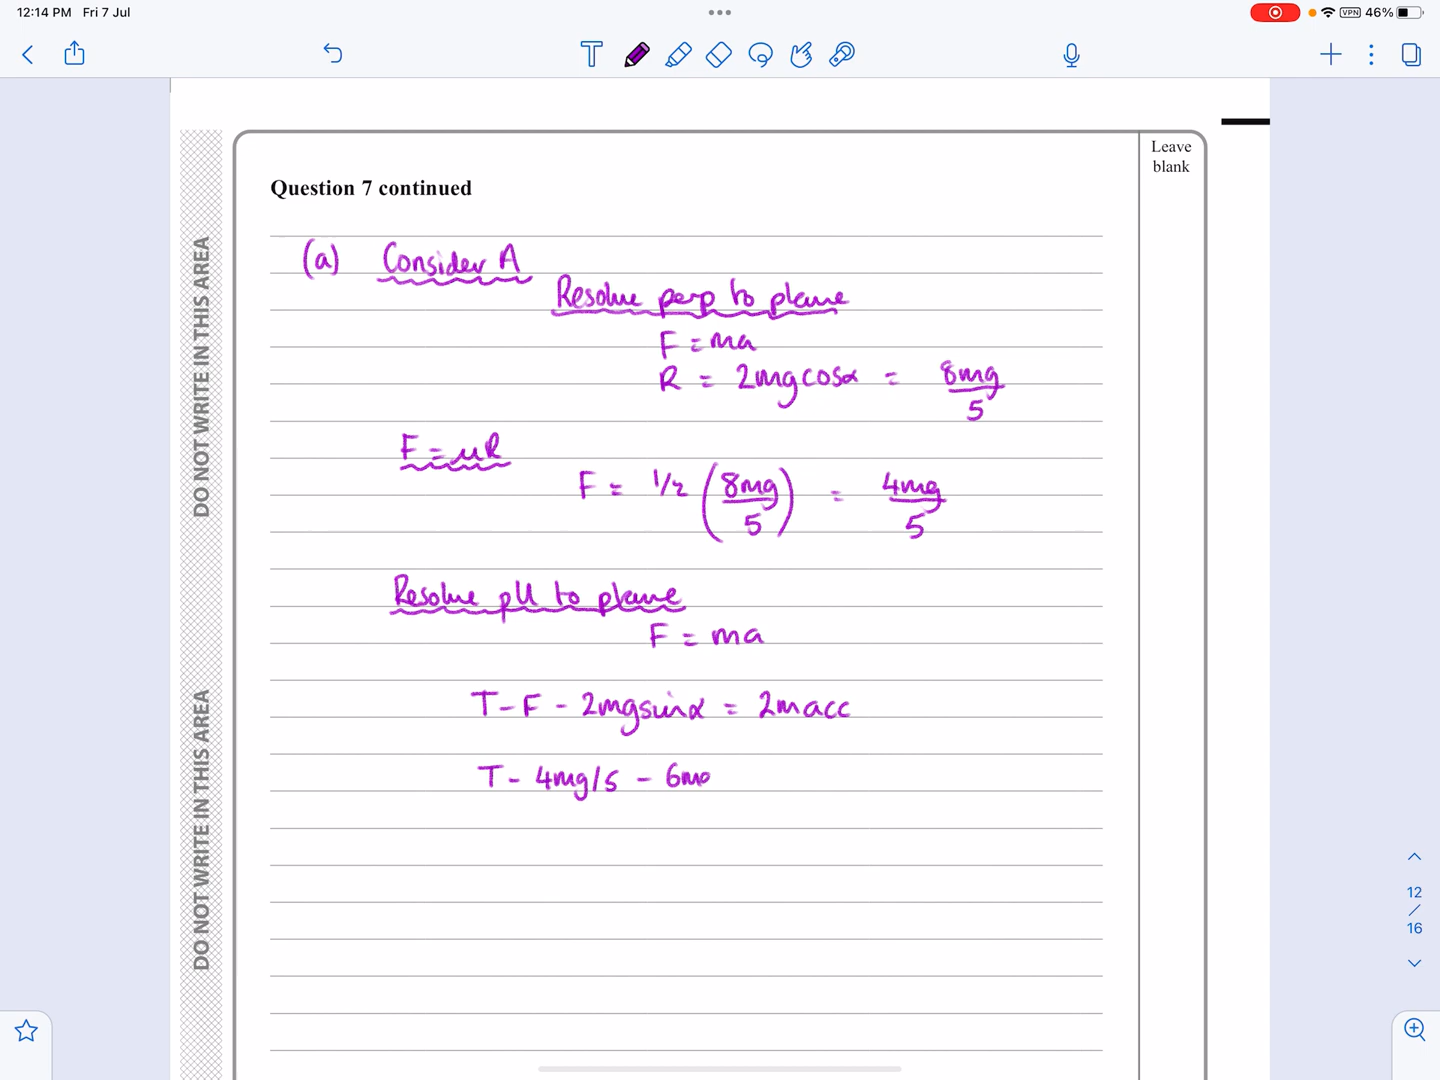 12:14 PM Fri 7 Jul
VPN 46%
T
Leave
blank
Question 7 continued
DO NOT WRITE IN THIS AREA
DO NOT WRITE IN THIS AREA
(a) Consider A
Resolve perp to plane
F = ma
R = 2mgcosα = 8mg/5
F = μR
F = 1/2 (8mg/5) = 4mg/5
Resolve pll to plane
F = ma
T - F - 2mgsinα = 2macc
T - 4mg/5 - 6m
12
/
16